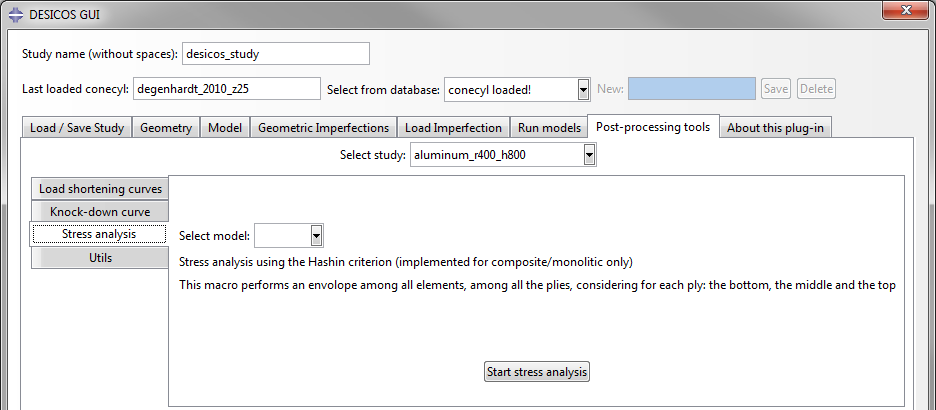 DESICOS GUI
Study name (without spaces): desicos_study
Last loaded conecyl: degenhardt_2010_z25 Select from database: conecyl loaded! New: Save Delete
Load / Save Study Geometry Model Geometric Imperfections Load Imperfection Run models Post-processing tools About this plug-in
Select study: aluminum_r400_h800
Load shortening curves
Knock-down curve
Stress analysis
Utils
Select model:
Stress analysis using the Hashin criterion (implemented for composite/monolitic only)
This macro performs an envelope among all elements, among all the plies, considering for each ply: the bottom, the middle and the top
Start stress analysis